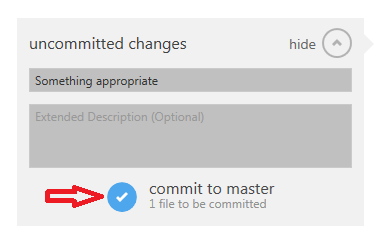 uncommitted changes
hide
Something appropriate
Extended Description (Optional)
commit to master
1 file to be committed